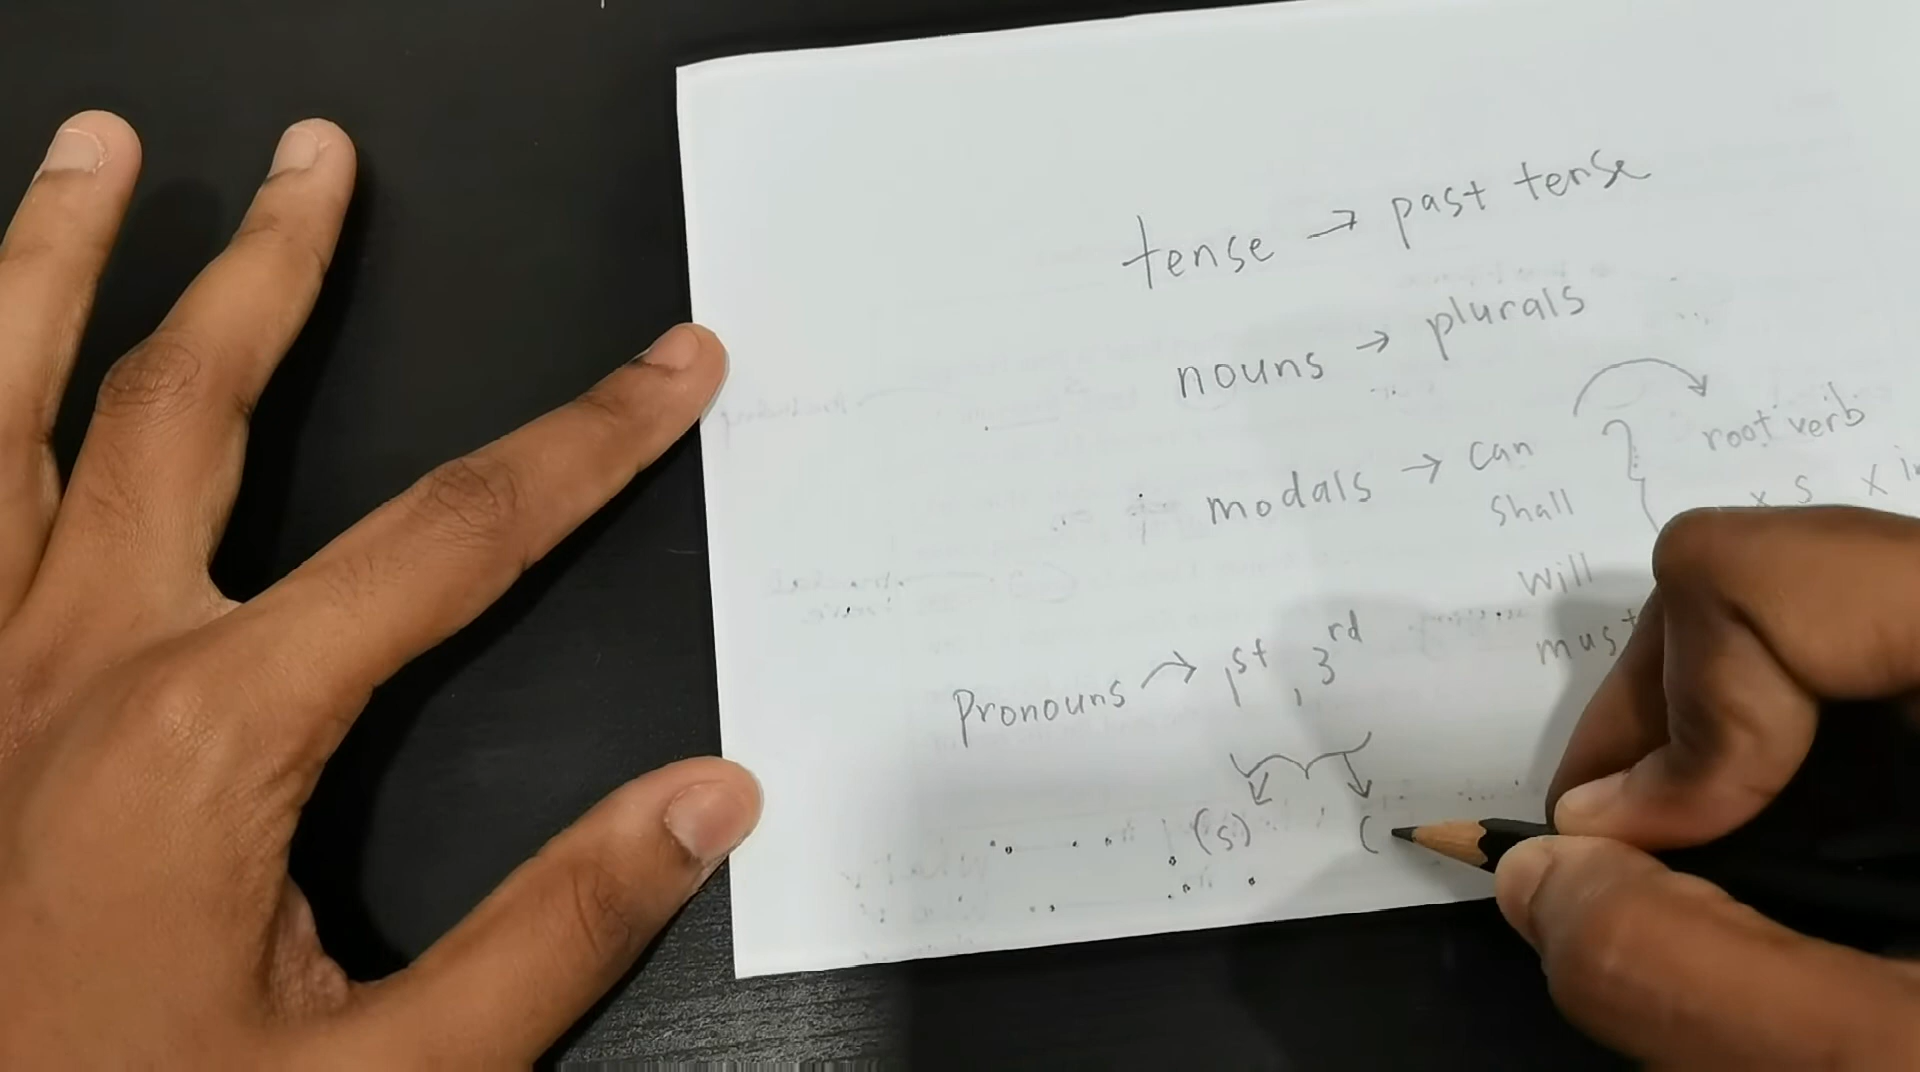 tense → past tense
nouns → plurals
modals → can
shall
will
must
root verb
x s x
Pronouns → 1st, 3rd
(s) (